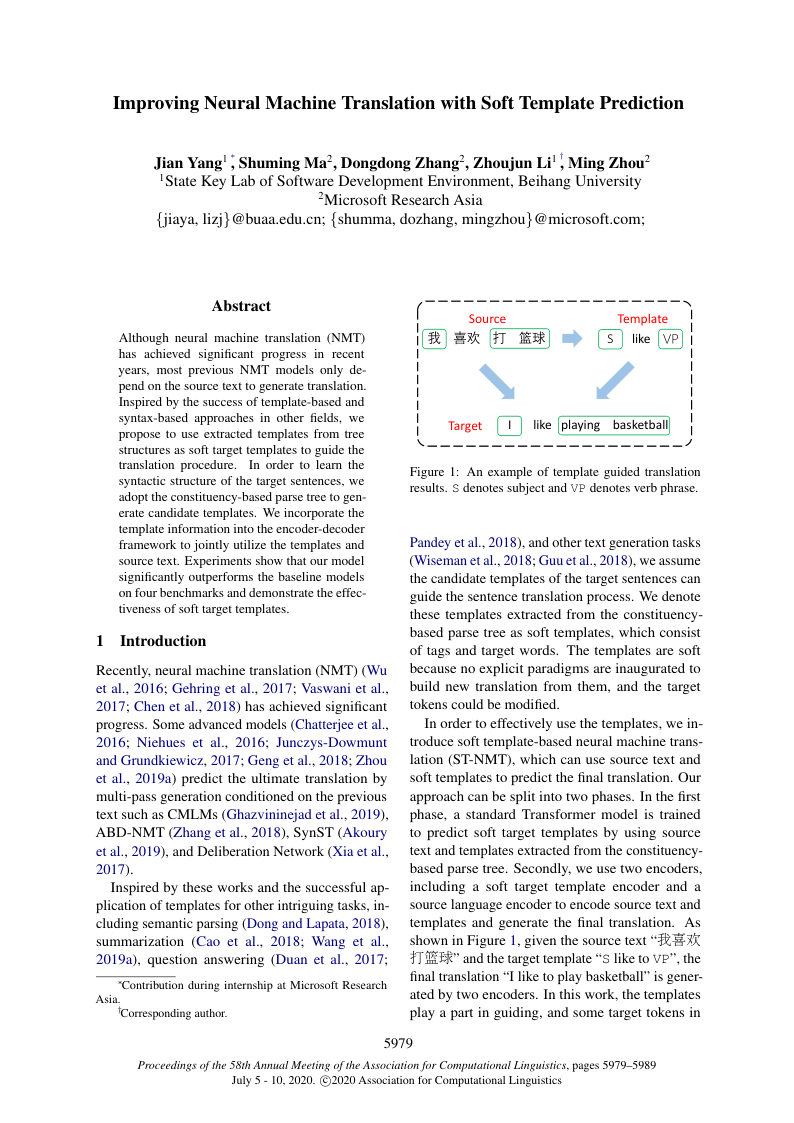 Improving Neural Machine Translation with Soft Template Prediction
Jian Yang1 *, Shuming Ma2, Dongdong Zhang2, Zhoujun Li1 †, Ming Zhou2
1State Key Lab of Software Development Environment, Beihang University
2Microsoft Research Asia
{jiaya, lizj}@buaa.edu.cn; {shumma, dozhang, mingzhou}@microsoft.com;
Abstract
Although neural machine translation (NMT)
has achieved significant progress in recent
years, most previous NMT models only de-
pend on the source text to generate translation.
Inspired by the success of template-based and
syntax-based approaches in other fields, we
propose to use extracted templates from tree
structures as soft target templates to guide the
translation procedure. In order to learn the
syntactic structure of the target sentences, we
adopt the constituency-based parse tree to gen-
erate candidate templates. We incorporate the
template information into the encoder-decoder
framework to jointly utilize the templates and
source text. Experiments show that our model
significantly outperforms the baseline models
on four benchmarks and demonstrate the effec-
tiveness of soft target templates.
1 Introduction
Recently, neural machine translation (NMT) (Wu
et al., 2016; Gehring et al., 2017; Vaswani et al.,
2017; Chen et al., 2018) has achieved significant
progress. Some advanced models (Chatterjee et al.,
2016; Niehues et al., 2016; Junczys-Dowmunt
and Grundkiewicz, 2017; Geng et al., 2018; Zhou
et al., 2019a) predict the ultimate translation by
multi-pass generation conditioned on the previous
text such as CMLMs (Ghazvininejad et al., 2019),
ABD-NMT (Zhang et al., 2018), SynST (Akoury
et al., 2019), and Deliberation Network (Xia et al.,
2017).
Inspired by these works and the successful ap-
plication of templates for other intriguing tasks, in-
cluding semantic parsing (Dong and Lapata, 2018),
summarization (Cao et al., 2018; Wang et al.,
2019a), question answering (Duan et al., 2017;
*Contribution during internship at Microsoft Research
Asia.
†Corresponding author.
Source Template
我 喜欢 打 篮球 S like VP
Target I like playing basketball
Figure 1: An example of template guided translation
results. S denotes subject and VP denotes verb phrase.
Pandey et al., 2018), and other text generation tasks
(Wiseman et al., 2018; Guu et al., 2018), we assume
the candidate templates of the target sentences can
guide the sentence translation process. We denote
these templates extracted from the constituency-
based parse tree as soft templates, which consist
of tags and target words. The templates are soft
because no explicit paradigms are inaugurated to
build new translation from them, and the target
tokens could be modified.
In order to effectively use the templates, we in-
troduce soft template-based neural machine trans-
lation (ST-NMT), which can use source text and
soft templates to predict the final translation. Our
approach can be split into two phases. In the first
phase, a standard Transformer model is trained
to predict soft target templates by using source
text and templates extracted from the constituency-
based parse tree. Secondly, we use two encoders,
including a soft target template encoder and a
source language encoder to encode source text and
templates and generate the final translation. As
shown in Figure 1, given the source text “我喜欢
打篮球” and the target template “S like to VP”, the
final translation “I like to play basketball” is gener-
ated by two encoders. In this work, the templates
play a part in guiding, and some target tokens in
5979
Proceedings of the 58th Annual Meeting of the Association for Computational Linguistics, pages 5979–5989
July 5 - 10, 2020. ©2020 Association for Computational Linguistics